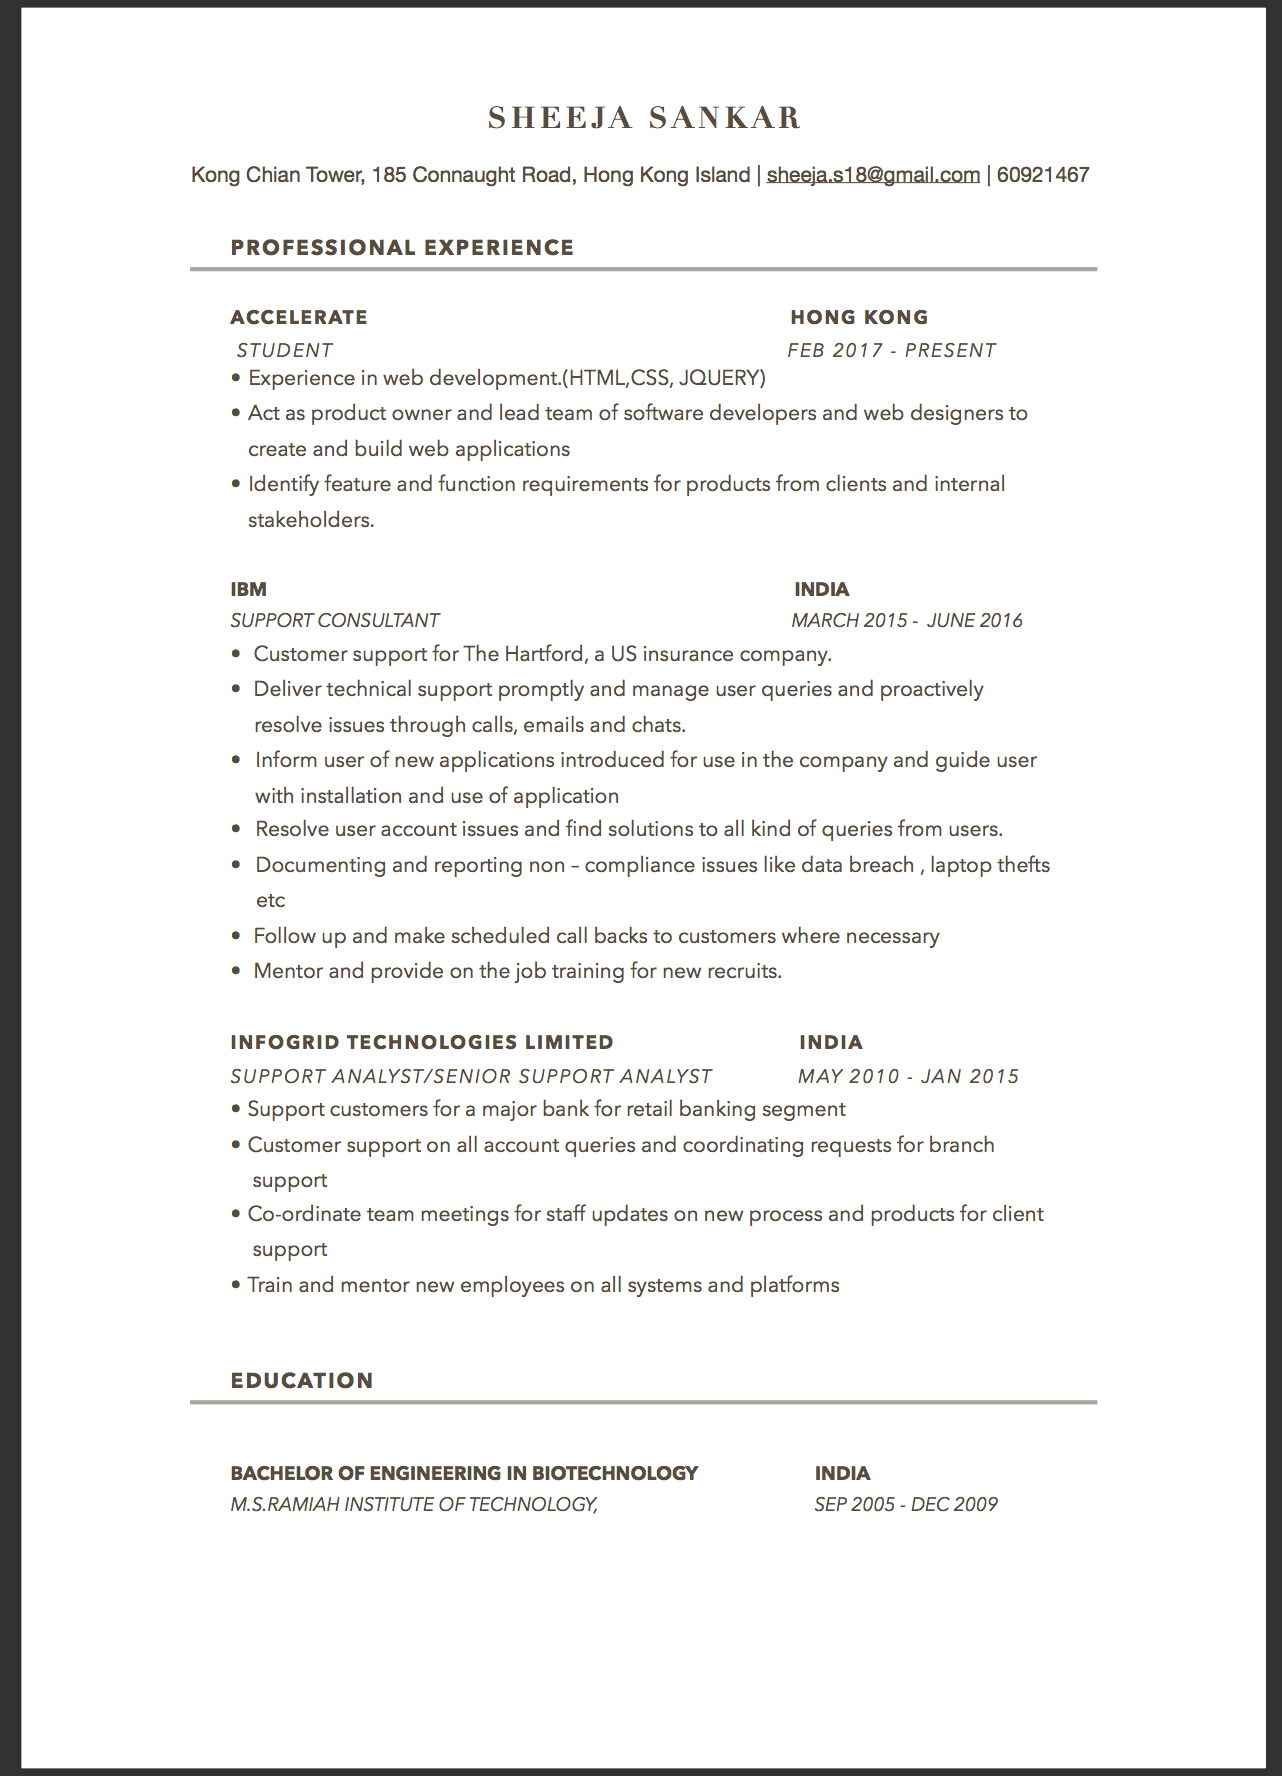 SHEEJA SANKAR
Kong Chian Tower, 185 Connaught Road, Hong Kong Island | sheeja.s18@gmail.com | 60921467
PROFESSIONAL EXPERIENCE
ACCELERATE HONG KONG
STUDENT FEB 2017 - PRESENT
• Experience in web development.(HTML,CSS, JQUERY)
• Act as product owner and lead team of software developers and web designers to
create and build web applications
• Identify feature and function requirements for products from clients and internal
stakeholders.
IBM INDIA
SUPPORT CONSULTANT MARCH 2015 - JUNE 2016
• Customer support for The Hartford, a US insurance company.
• Deliver technical support promptly and manage user queries and proactively
resolve issues through calls, emails and chats.
• Inform user of new applications introduced for use in the company and guide user
with installation and use of application
• Resolve user account issues and find solutions to all kind of queries from users.
• Documenting and reporting non – compliance issues like data breach , laptop thefts
etc
• Follow up and make scheduled call backs to customers where necessary
• Mentor and provide on the job training for new recruits.
INFOGRID TECHNOLOGIES LIMITED INDIA
SUPPORT ANALYST/SENIOR SUPPORT ANALYST MAY 2010 - JAN 2015
• Support customers for a major bank for retail banking segment
• Customer support on all account queries and coordinating requests for branch
support
• Co-ordinate team meetings for staff updates on new process and products for client
support
• Train and mentor new employees on all systems and platforms
EDUCATION
BACHELOR OF ENGINEERING IN BIOTECHNOLOGY INDIA
M.S.RAMIAH INSTITUTE OF TECHNOLOGY, SEP 2005 - DEC 2009